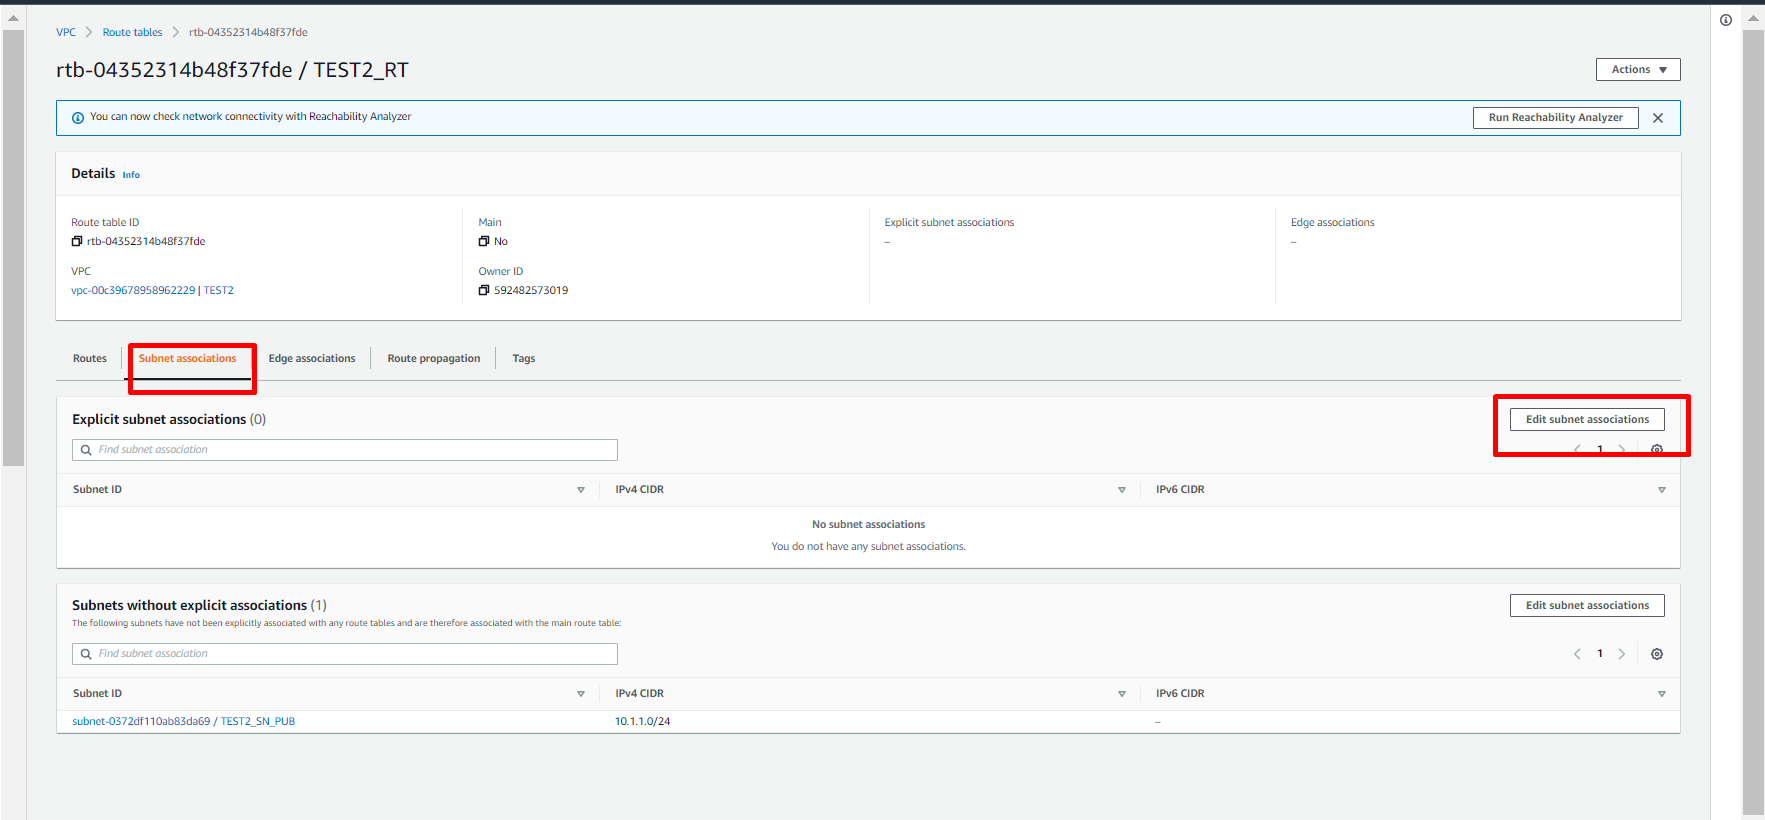 VPC > Route tables > rtb-04352314b48f37fde
rtb-04352314b48f37fde / TEST2_RT
Actions
You can now check network connectivity with Reachability Analyzer
Run Reachability Analyzer
Details Info
Route table ID
rtb-04352314b48f37fde
Main
No
Explicit subnet associations
–
Edge associations
–
VPC
vpc-00c39678958962229 | TEST2
Owner ID
592482573019
Routes
Subnet associations
Edge associations
Route propagation
Tags
Explicit subnet associations (0)
Edit subnet associations
Find subnet association
1
Subnet ID
IPv4 CIDR
IPv6 CIDR
No subnet associations
You do not have any subnet associations.
Subnets without explicit associations (1)
Edit subnet associations
The following subnets have not been explicitly associated with any route tables and are therefore associated with the main route table:
Find subnet association
1
Subnet ID
IPv4 CIDR
IPv6 CIDR
subnet-0372df110ab83da69 / TEST2_SN_PUB
10.1.1.0/24
–